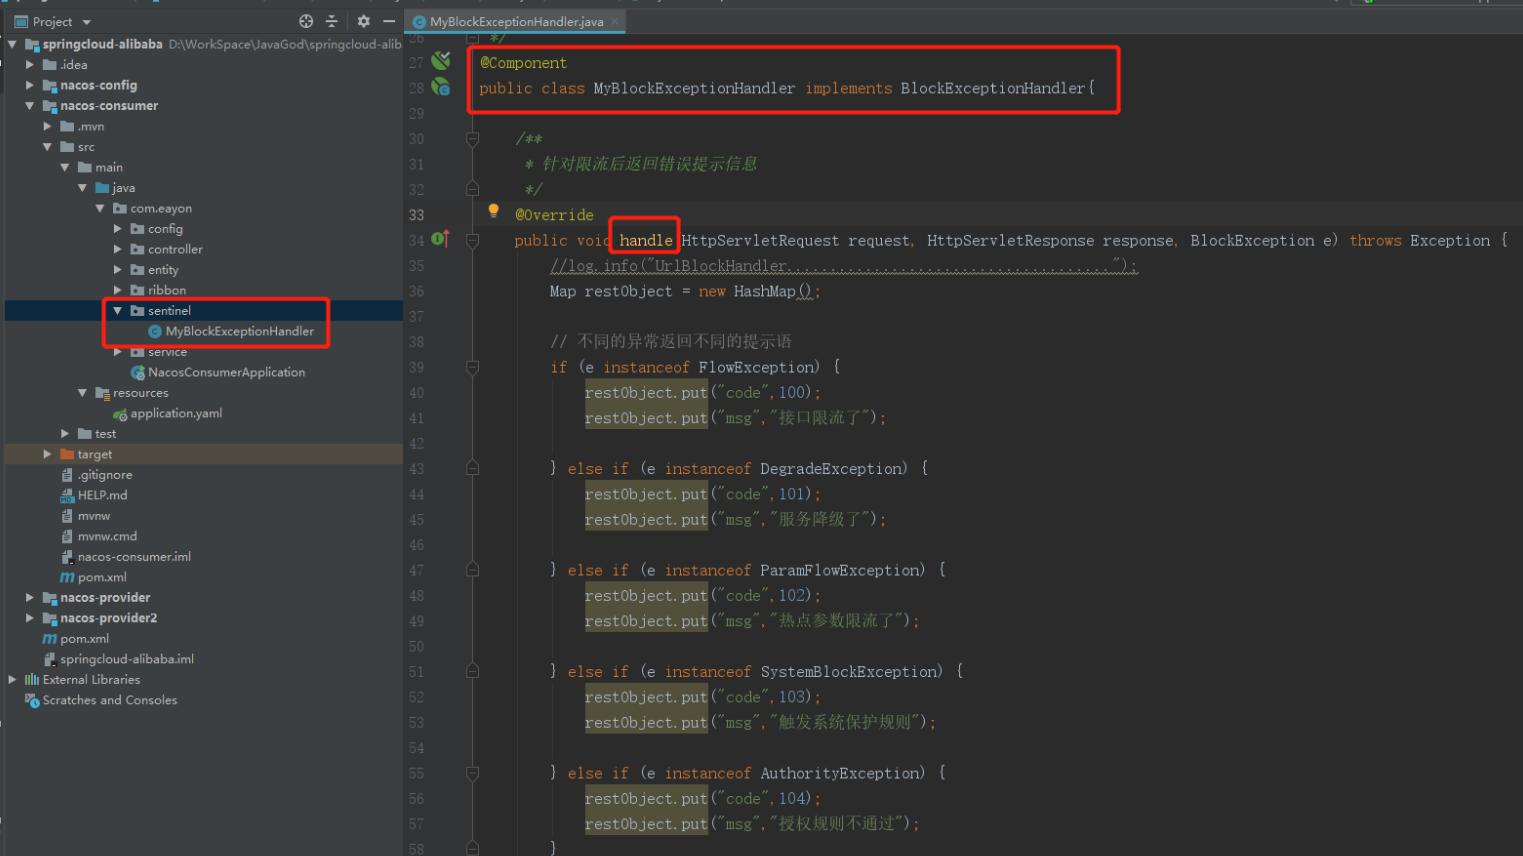 Project
springcloud-alibaba D:\WorkSpace\JavaGod\springcloud-alib
.idea
nacos-config
nacos-consumer
.mvn
src
main
java
com.eayon
config
controller
entity
ribbon
sentinel
MyBlockExceptionHandler
service
NacosConsumerApplication
resources
application.yaml
test
target
.gitignore
HELP.md
mvnw
mvnw.cmd
nacos-consumer.iml
pom.xml
nacos-provider
nacos-provider2
pom.xml
springcloud-alibaba.iml
External Libraries
Scratches and Consoles
MyBlockExceptionHandler.java
26 */
27 @Component
28 public class MyBlockExceptionHandler implements BlockExceptionHandler{
29
30 /**
31 * 针对限流后返回错误提示信息
32 */
33 @Override
34 public void handle(HttpServletRequest request, HttpServletResponse response, BlockException e) throws Exception {
35 //log.info("UrlBlockHandler.....................................");
36 Map restObject = new HashMap();
37
38 // 不同的异常返回不同的提示语
39 if (e instanceof FlowException) {
40 restObject.put("code",100);
41 restObject.put("msg","接口限流了");
42
43 } else if (e instanceof DegradeException) {
44 restObject.put("code",101);
45 restObject.put("msg","服务降级了");
46
47 } else if (e instanceof ParamFlowException) {
48 restObject.put("code",102);
49 restObject.put("msg","热点参数限流了");
50
51 } else if (e instanceof SystemBlockException) {
52 restObject.put("code",103);
53 restObject.put("msg","触发系统保护规则");
54
55 } else if (e instanceof AuthorityException) {
56 restObject.put("code",104);
57 restObject.put("msg","授权规则不通过");
58 }